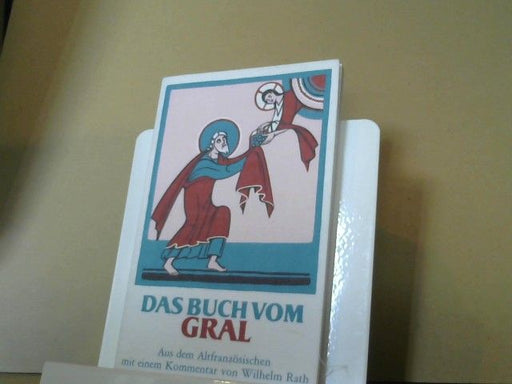 DAS BUCH VOM
GRAL
Aus dem Altfranzösischen
mit einem Kommentar von Wilhelm Rath